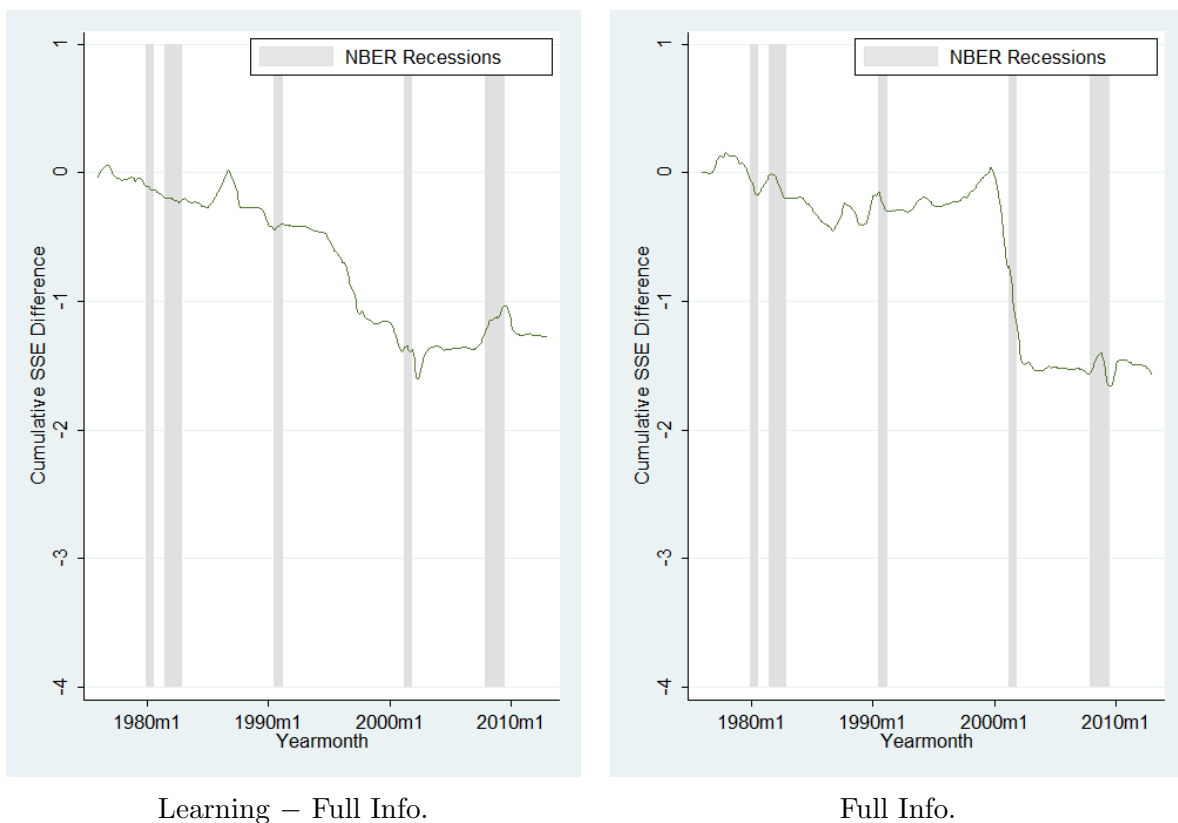 NBER Recessions
Cumulative SSE Difference
1
0
-1
-2
-3
-4
1980m1 1990m1 2000m1 2010m1
Yearmonth
Learning − Full Info.
NBER Recessions
Cumulative SSE Difference
1
0
-1
-2
-3
-4
1980m1 1990m1 2000m1 2010m1
Yearmonth
Full Info.